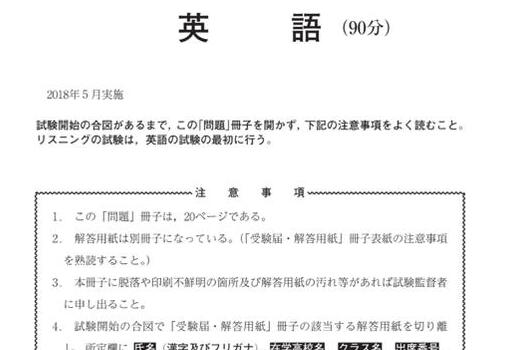 英　語（90分）
2018年5月実施
試験開始の合図があるまで，この「問題」冊子を開かず，下記の注意事項をよく読むこと。
リスニングの試験は，英語の試験の最初に行う。
注 意 事 項
1． この「問題」冊子は，20ページである。
2． 解答用紙は別冊子になっている。（「受験届・解答用紙」冊子表紙の注意事項
を熟読すること。）
3． 本冊子に脱落や印刷不鮮明の箇所及び解答用紙の汚れ等があれば試験監督者
に申し出ること。
4． 試験開始の合図で「受験届・解答用紙」冊子の該当する解答用紙を切り離
し，所定欄に 氏名（漢字及びフリガナ），在学高校名，クラス名，出席番号，